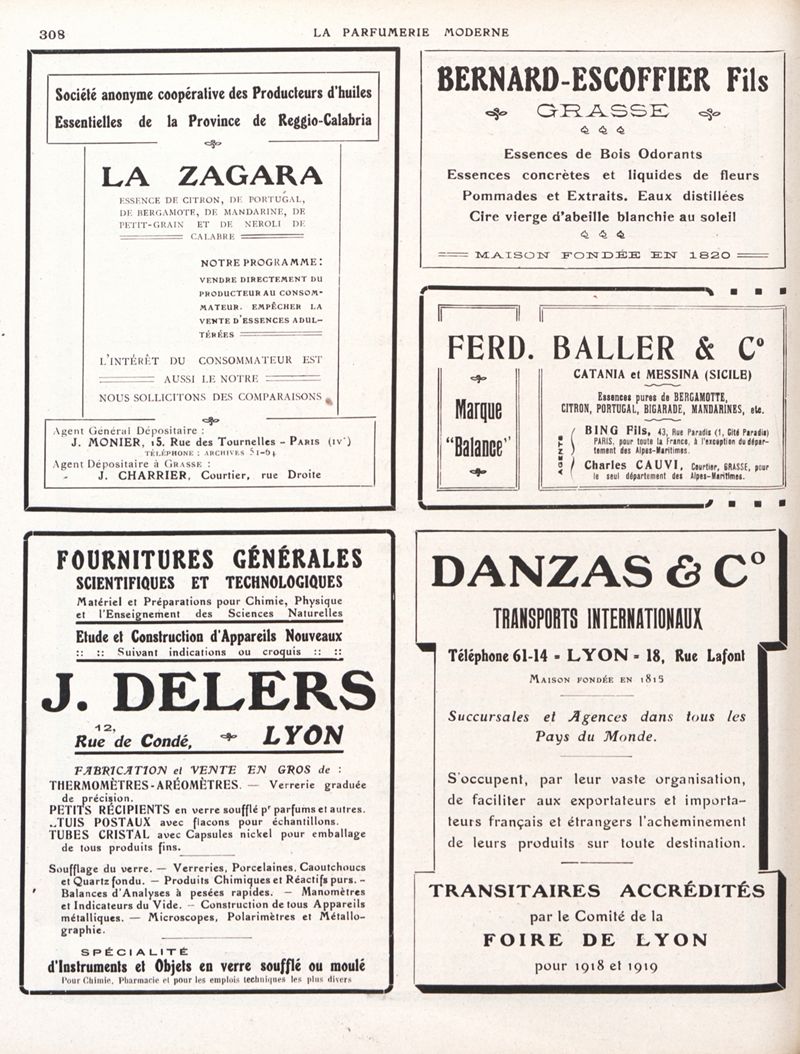 308
LA PARFUMERIE MODERNE
Société anonyme coopérative des Producteurs d'huiles
Essentielles de la Province de Reggio-Calabria
LA ZAGARA
ESSENCE DE CITRON, DE PORTUGAL,
DE BERGAMOTE, DE MANDARINE, DE
PETIT-GRAIN ET DE NEROLI DE
CALABRE
NOTRE PROGRAMME:
VENDRE DIRECTEMENT DU
PRODUCTEUR AU CONSOM-
MATEUR. EMPÊCHER LA
VENTE D'ESSENCES ADUL-
TÉRÉES
L'INTÉRÊT DU CONSOMMATEUR EST
AUSSI LE NOTRE
NOUS SOLLICITONS DES COMPARAISONS
Agent Général Dépositaire :
J. MONIER, 15, Rue des Tournelles - PARIS (IVe)
TÉLÉPHONE : ARCHIVES 51-64
Agent Dépositaire à GRASSE :
J. CHARRIER, Courtier, rue Droite
BERNARD-ESCOFFIER Fils
GRASSE
Essences de Bois Odorants
Essences concrètes et liquides de fleurs
Pommades et Extraits. Eaux distillées
Cire vierge d'abeille blanchie au soleil
MAISON FONDÉE EN 1820
FERD. BALLER & Co
Marque
"Balance"
CATANIA et MESSINA (SICILE)
Essences pures de BERGAMOTTE,
CITRON, PORTUGAL, BIGARADE, MANDARINES, etc.
AGENTS
BING Fils, 43, Rue Paradis (1, Cité Paradis)
PARIS, pour toute la France, à l'exception du dépar-
tement des Alpes-Maritimes.
Charles CAUVI, Courtier, GRASSE, pour
le seul département des Alpes-Maritimes.
FOURNITURES GÉNÉRALES
SCIENTIFIQUES ET TECHNOLOGIQUES
Matériel et Préparations pour Chimie, Physique
et l'Enseignement des Sciences Naturelles
Etude et Construction d'Appareils Nouveaux
:: :: Suivant indications ou croquis :: ::
J. DELERS
12,
Rue de Condé, LYON
FABRICATION et VENTE EN GROS de :
THERMOMÈTRES-ARÉOMÈTRES. — Verrerie graduée
de précision.
PETITS RÉCIPIENTS en verre soufflé pr parfums et autres.
..TUIS POSTAUX avec flacons pour échantillons.
TUBES CRISTAL avec Capsules nickel pour emballage
de tous produits fins.
Soufflage du verre. — Verreries, Porcelaines, Caoutchoucs
et Quartz fondu. — Produits Chimiques et Réactifs purs. -
Balances d'Analyses à pesées rapides. — Manomètres
et Indicateurs du Vide. — Construction de tous Appareils
métalliques. — Microscopes, Polarimètres et Métallo-
graphie.
SPÉCIALITÉ
d'Instruments et Objets en verre soufflé ou moulé
Pour Chimie, Pharmacie et pour les emplois techniques les plus divers
DANZAS & Co
TRANSPORTS INTERNATIONAUX
Téléphone 61-14 - LYON - 18, Rue Lafont
MAISON FONDÉE EN 1815
Succursales et Agences dans tous les
Pays du Monde.
S'occupent, par leur vaste organisation,
de faciliter aux exportateurs et importa-
teurs français et étrangers l'acheminement
de leurs produits sur toute destination.
TRANSITAIRES ACCRÉDITÉS
par le Comité de la
FOIRE DE LYON
pour 1918 et 1919